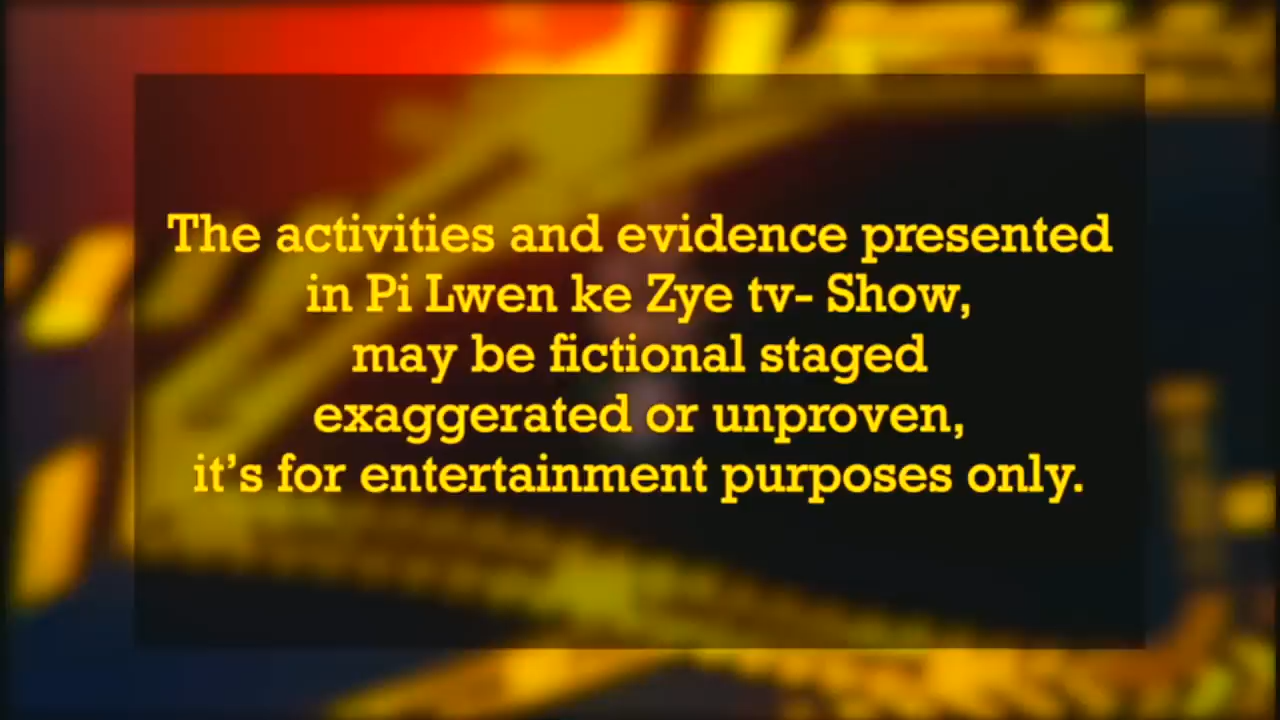 The activities and evidence presented
in Pi Lwen ke Zye tv- Show,
may be fictional staged
exaggerated or unproven,
it's for entertainment purposes only.